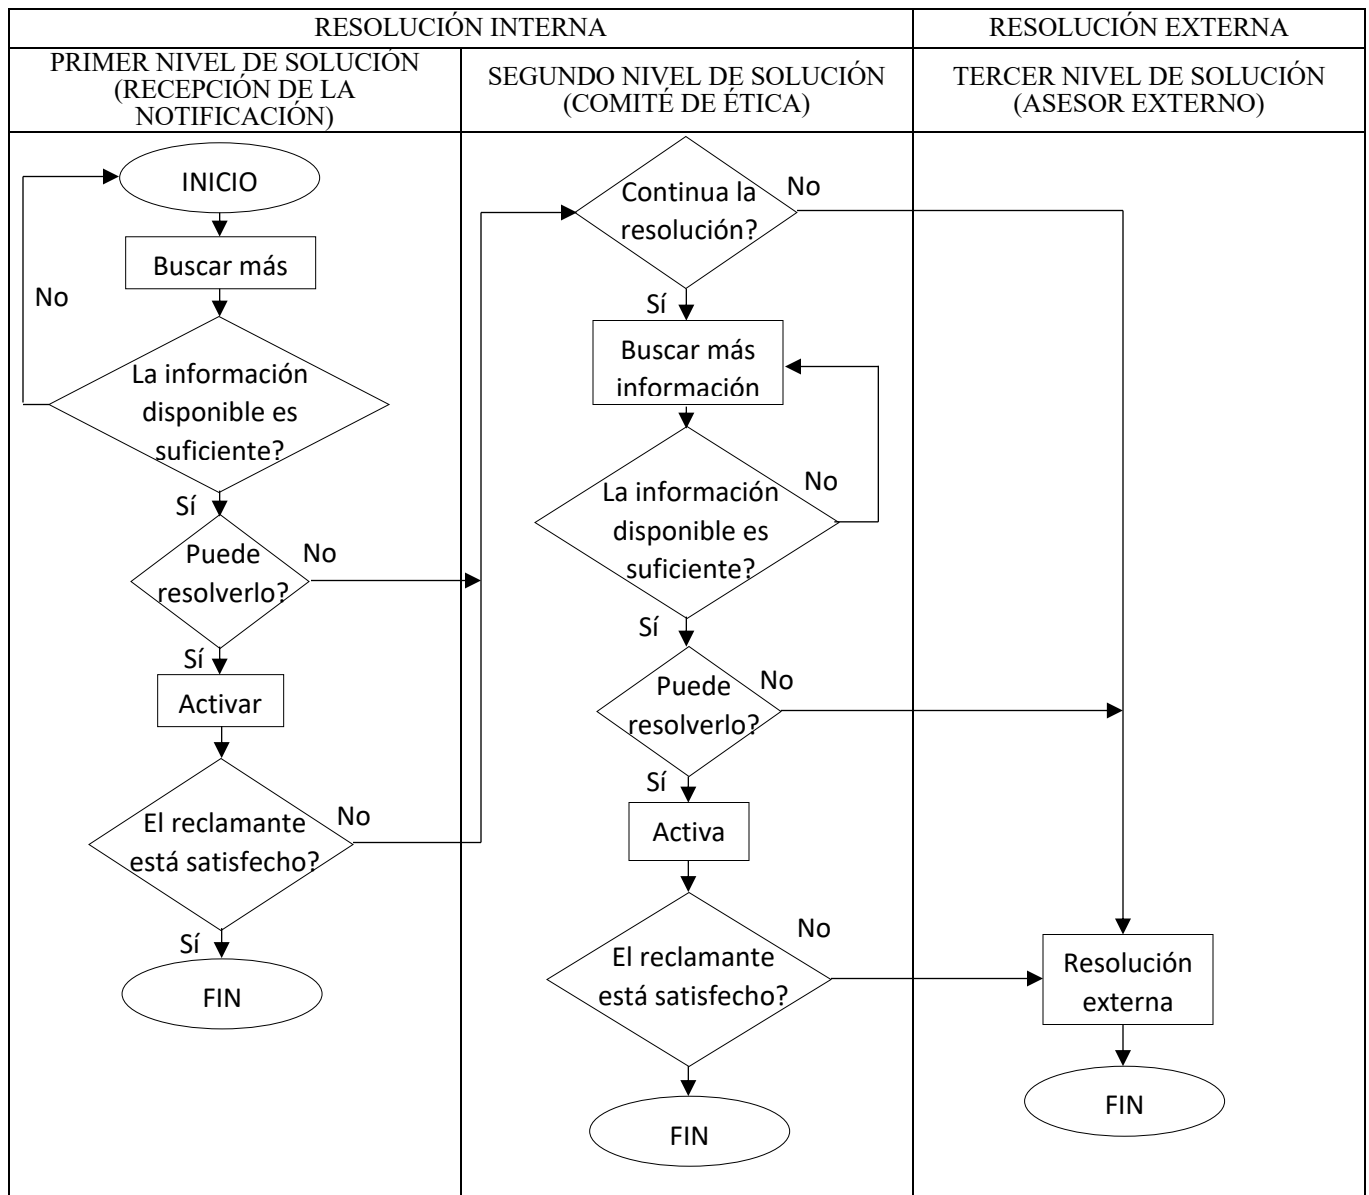 RESOLUCIÓN INTERNA
RESOLUCIÓN EXTERNA
PRIMER NIVEL DE SOLUCIÓN
(RECEPCIÓN DE LA
NOTIFICACIÓN)
SEGUNDO NIVEL DE SOLUCIÓN
(COMITÉ DE ÉTICA)
TERCER NIVEL DE SOLUCIÓN
(ASESOR EXTERNO)
INICIO
Buscar más
No
La información
disponible es
suficiente?
Sí
Puede
resolverlo?
No
Sí
Activar
El reclamante
está satisfecho?
No
Sí
FIN
Continua la
resolución?
No
Sí
Buscar más
información
La información
disponible es
suficiente?
No
Sí
Puede
resolverlo?
No
Sí
Activa
El reclamante
está satisfecho?
No
FIN
Resolución
externa
FIN